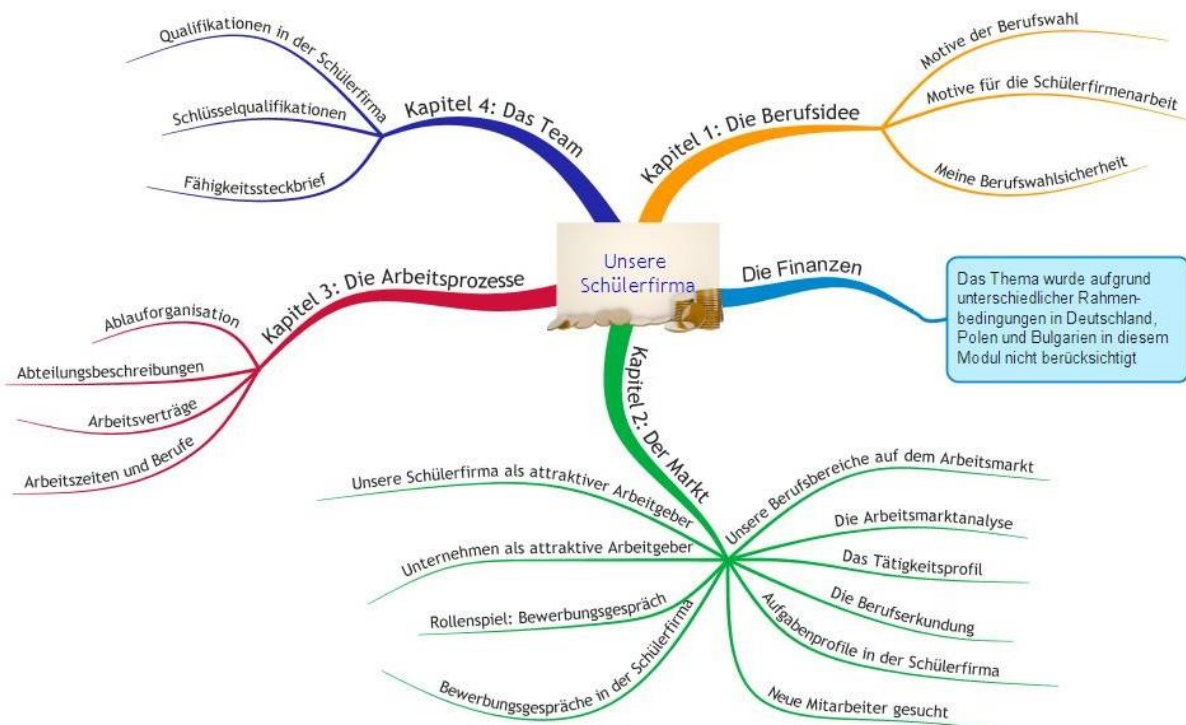 Unsere
Schülerfirma
Kapitel 1: Die Berufsidee
Motive der Berufswahl
Motive für die Schülerfirmenarbeit
Meine Berufswahlsicherheit
Die Finanzen
Das Thema wurde aufgrund
unterschiedlicher Rahmen-
bedingungen in Deutschland,
Polen und Bulgarien in diesem
Modul nicht berücksichtigt
Kapitel 2: Der Markt
Unsere Berufsbereiche auf dem Arbeitsmarkt
Die Arbeitsmarktanalyse
Das Tätigkeitsprofil
Die Berufserkundung
Aufgabenprofile in der Schülerfirma
Neue Mitarbeiter gesucht
Bewerbungsgespräche in der Schülerfirma
Rollenspiel: Bewerbungsgespräch
Unternehmen als attraktive Arbeitgeber
Unsere Schülerfirma als attraktiver Arbeitgeber
Kapitel 3: Die Arbeitsprozesse
Ablauforganisation
Abteilungsbeschreibungen
Arbeitsverträge
Arbeitszeiten und Berufe
Kapitel 4: Das Team
Qualifikationen in der Schülerfirma
Schlüsselqualifikationen
Fähigkeitssteckbrief